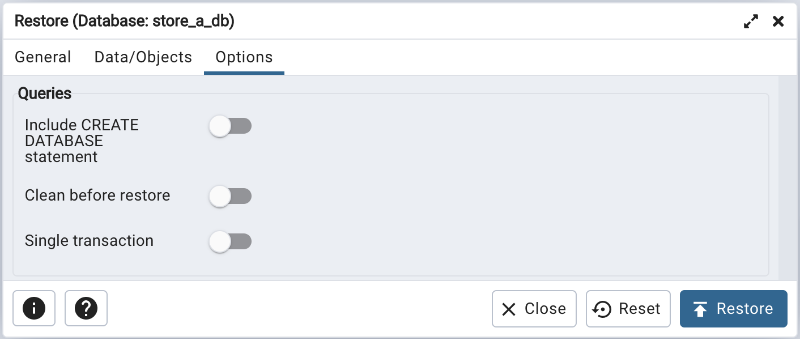 Restore (Database: store_a_db)
General Data/Objects Options
Queries
Include CREATE
DATABASE
statement
Clean before restore
Single transaction
Close Reset Restore